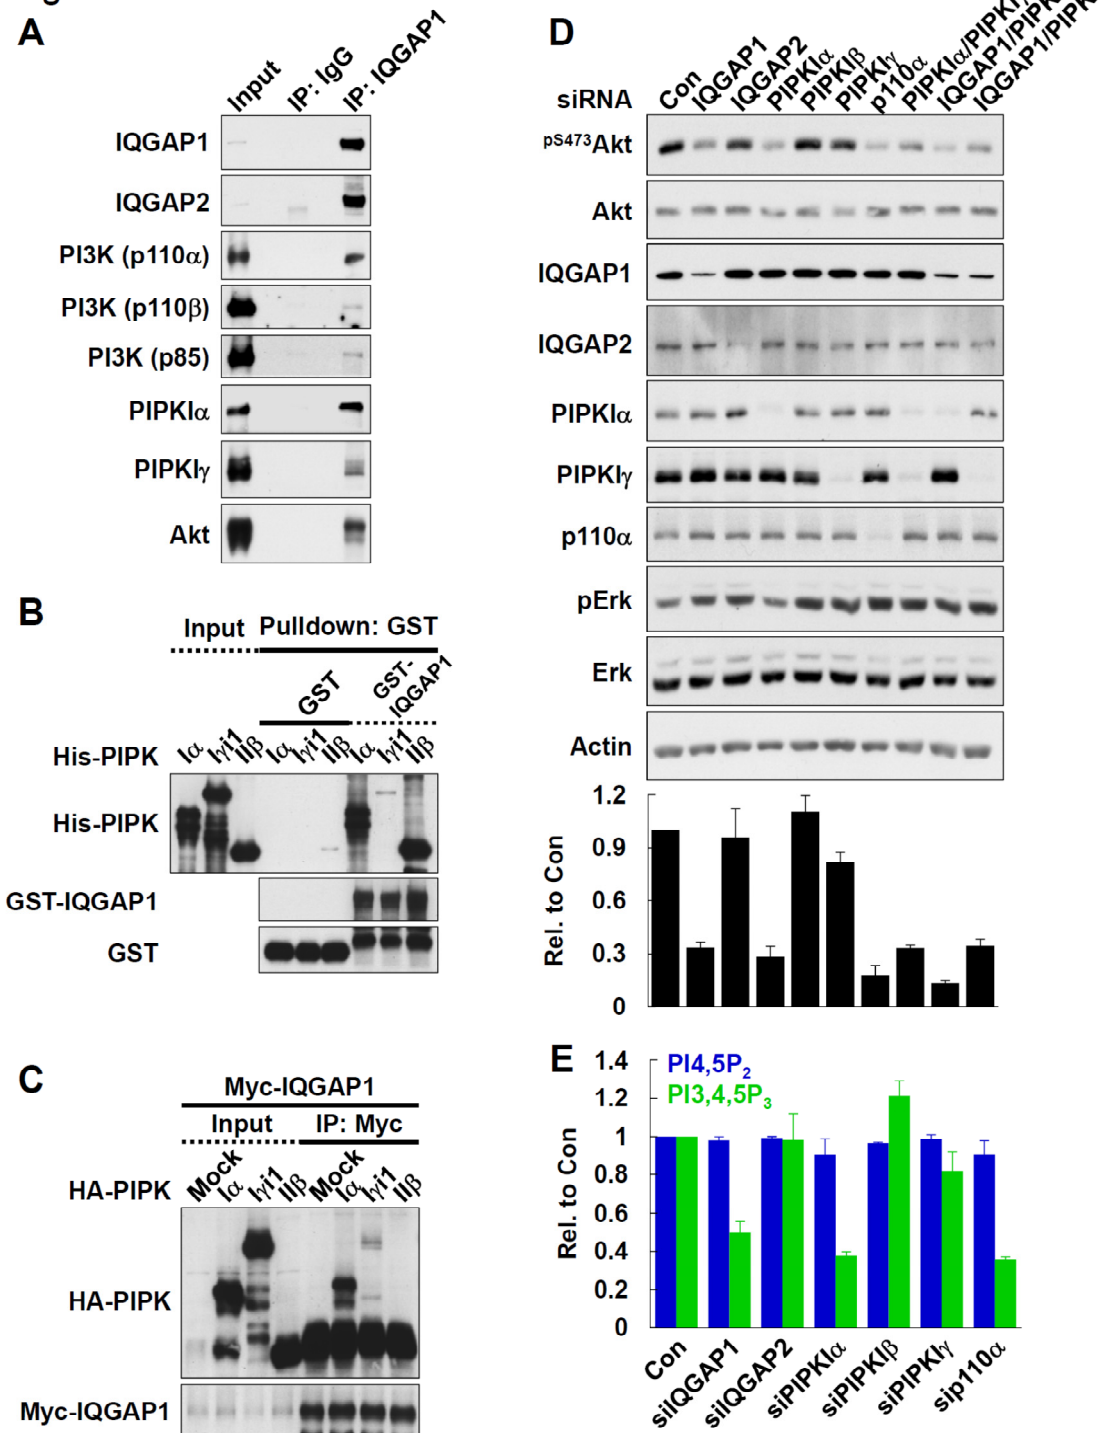 A
Input
IP: IgG
IP: IQGAP1
IQGAP1
IQGAP2
PI3K (p110α)
PI3K (p110β)
PI3K (p85)
PIPKIα
PIPKIγ
Akt
B
Input Pulldown: GST
GST
GST-
IQGAP1
His-PIPK Iα Iγi1 IIβ Iα Iγi1 IIβ Iα Iγi1 IIβ
His-PIPK
GST-IQGAP1
GST
C
Myc-IQGAP1
Input IP: Myc
HA-PIPK Mock Iα Iγi1 IIβ Mock Iα Iγi1 IIβ
HA-PIPK
Myc-IQGAP1
D
siRNA
Con
IQGAP1
IQGAP2
PIPKIα
PIPKIβ
PIPKIγ
p110α
PIPKIα/PIPKI
IQGAP1/PIPK
IQGAP1/PIPK
pS473Akt
Akt
IQGAP1
IQGAP2
PIPKIα
PIPKIγ
p110α
pErk
Erk
Actin
Rel. to Con
1.2
0.9
0.6
0.3
0
E
PI4,5P2
PI3,4,5P3
Rel. to Con
1.4
1.2
1
0.8
0.6
0.4
0.2
0
Con
siIQGAP1
siIQGAP2
siPIPKIα
siPIPKIβ
siPIPKIγ
sip110α